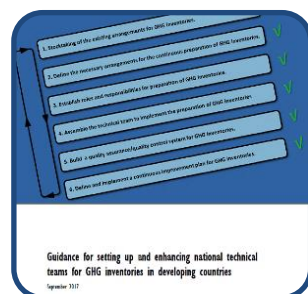 1. Stocktaking of the existing arrangements for GHG inventories.
2. Define the necessary arrangements for the continuous preparation of GHG inventories.
3. Establish roles and responsibilities for preparation of GHG inventories.
4. Assemble the technical team to implement the preparation of GHG inventories
5. Build a quality assurance/quality control system for GHG inventories.
6. Define and implement a continuous improvement plan for GHG inventories.
Guidance for setting up and enhancing national technical
teams for GHG inventories in developing countries
September 2017